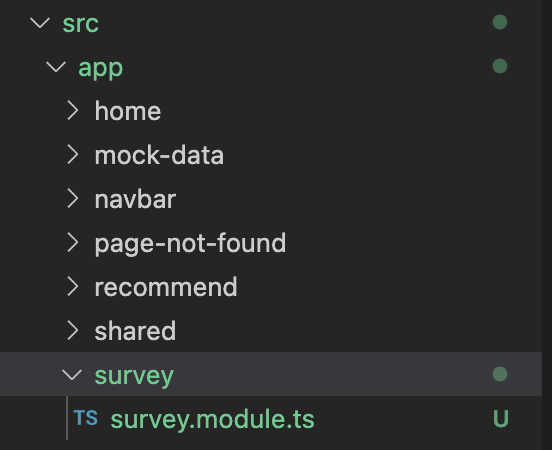 src
app
home
mock-data
navbar
page-not-found
recommend
shared
survey
TS survey.module.ts U